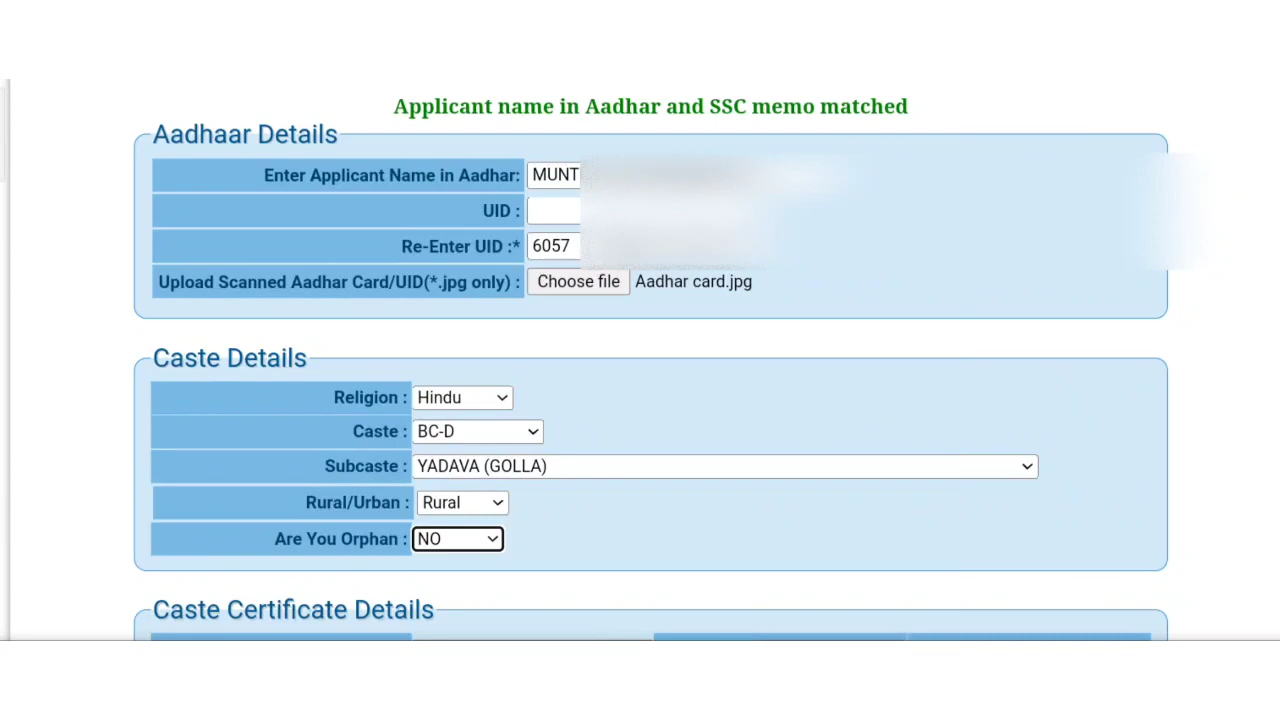 Applicant name in Aadhar and SSC memo matched
Aadhaar Details
Enter Applicant Name in Aadhar: MUNT
UID :
Re-Enter UID :* 6057
Upload Scanned Aadhar Card/UID(*.jpg only) : Choose file Aadhar card.jpg
Caste Details
Religion : Hindu
Caste : BC-D
Subcaste : YADAVA (GOLLA)
Rural/Urban : Rural
Are You Orphan : NO
Caste Certificate Details